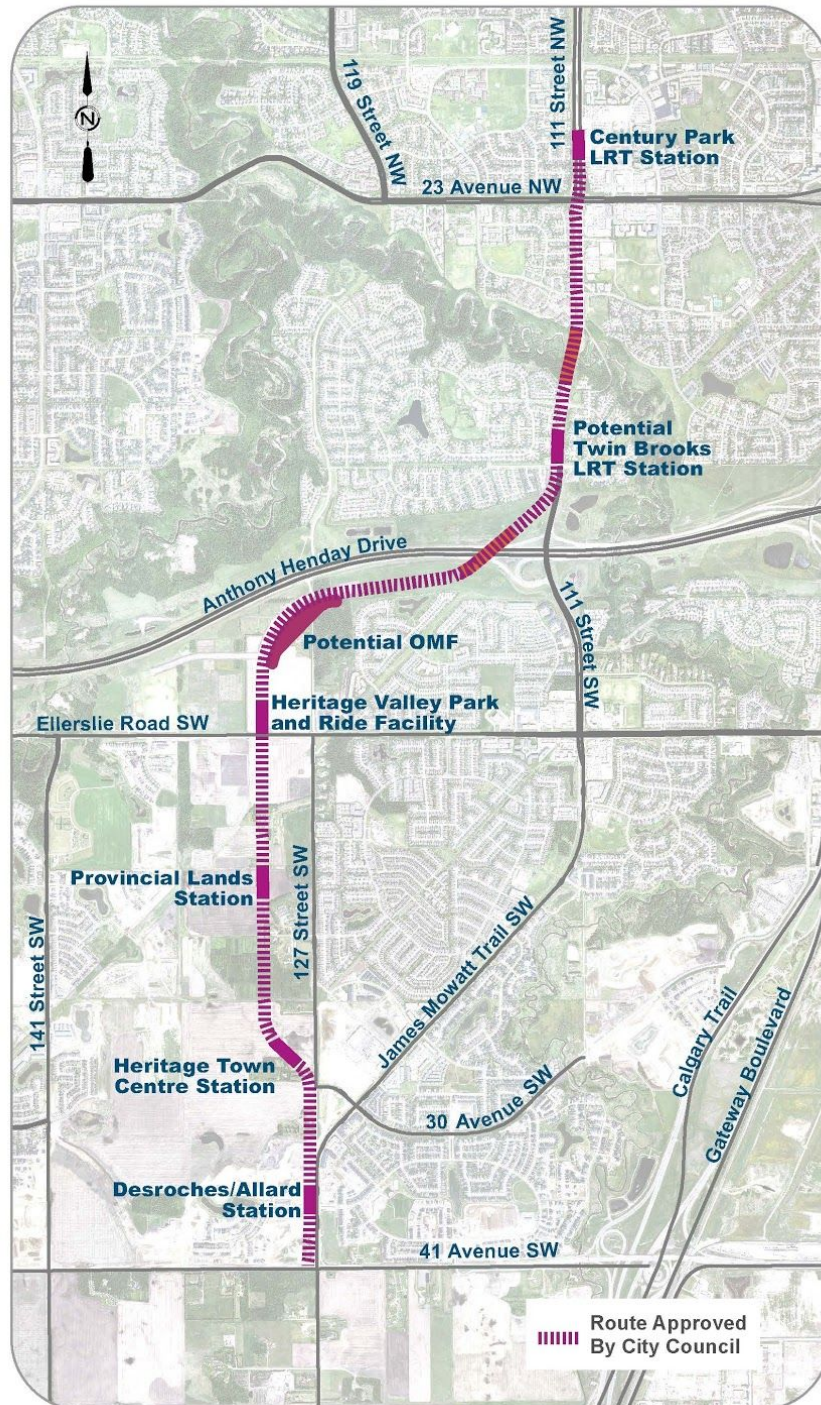 111 Street NW
119 Street NW
N
Century Park
LRT Station
23 Avenue NW
Potential
Twin Brooks
LRT Station
Anthony Henday Drive
111 Street SW
Potential OMF
Heritage Valley Park
and Ride Facility
Ellerslie Road SW
Provincial Lands
Station
127 Street SW
141 Street SW
James Mowatt Trail SW
Calgary Trail
Gateway Boulevard
Heritage Town
Centre Station
30 Avenue SW
Desroches/Allard
Station
41 Avenue SW
Route Approved
By City Council